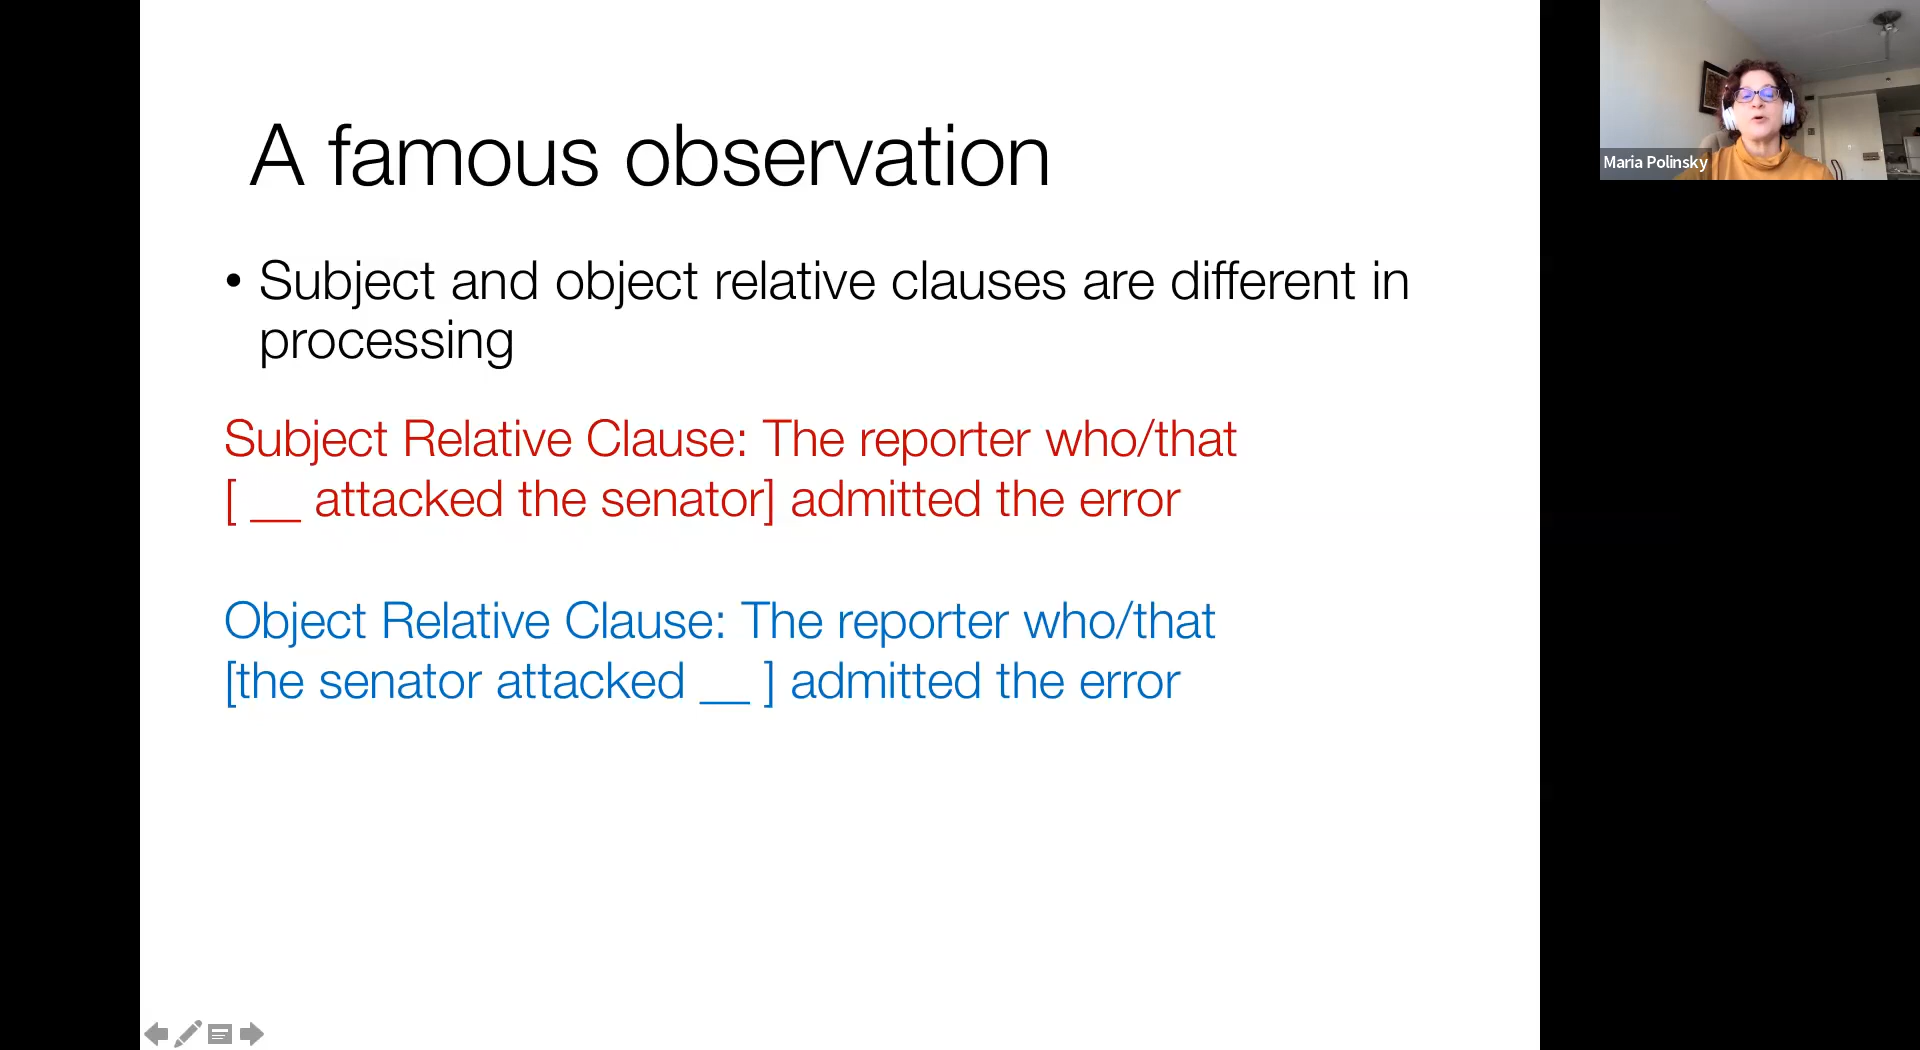 A famous observation
• Subject and object relative clauses are different in
processing
Subject Relative Clause: The reporter who/that
[ __ attacked the senator] admitted the error
Object Relative Clause: The reporter who/that
[the senator attacked __ ] admitted the error
Maria Polinsky